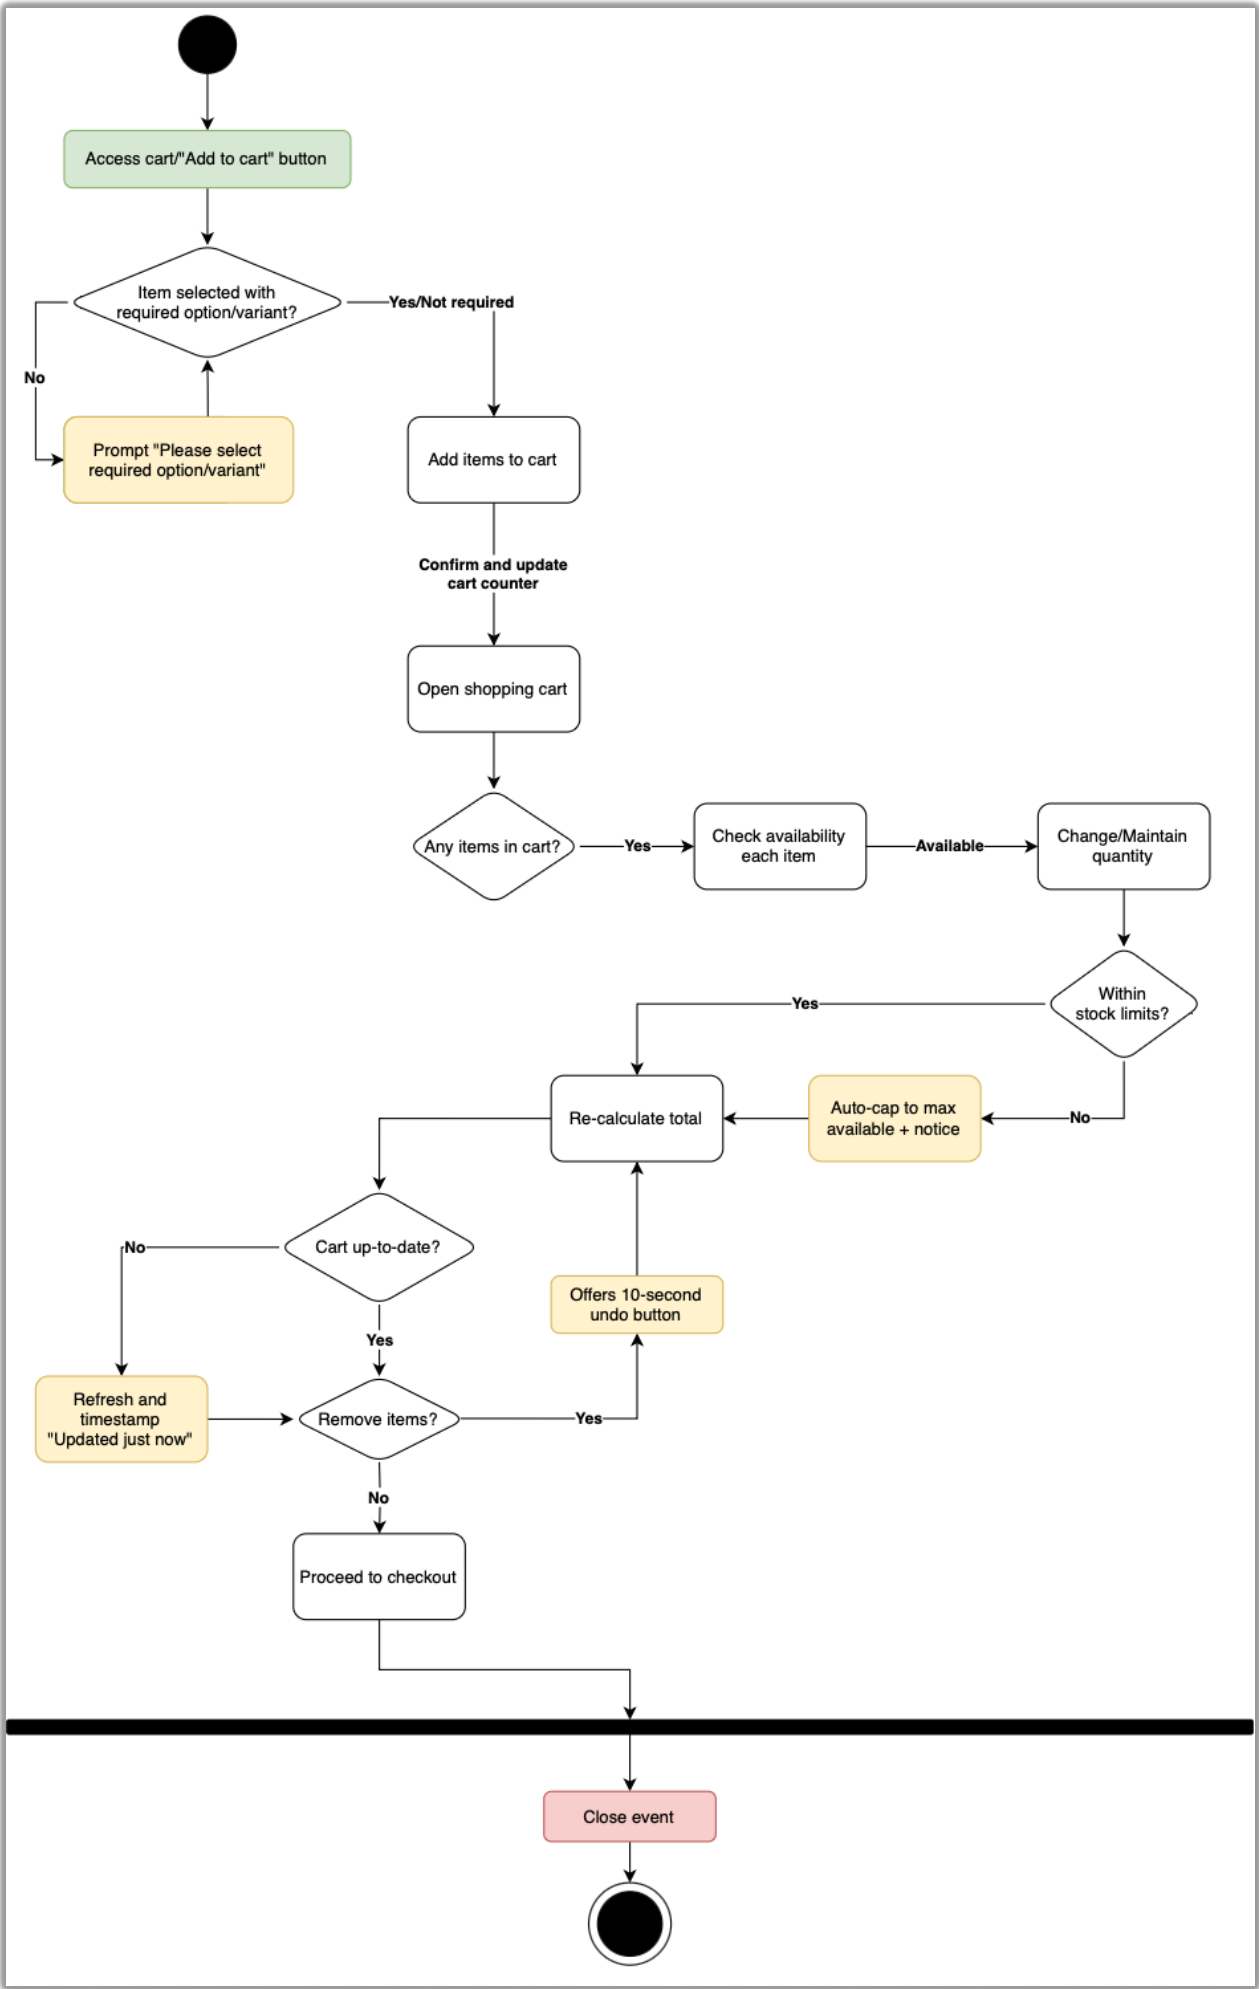 Access cart/"Add to cart" button
Item selected with
required option/variant?
Yes/Not required
No
Prompt "Please select
required option/variant"
Add items to cart
Confirm and update
cart counter
Open shopping cart
Any items in cart?
Yes
Check availability
each item
Available
Change/Maintain
quantity
Within
stock limits?
Yes
No
Auto-cap to max
available + notice
Re-calculate total
Cart up-to-date?
No
Yes
Offers 10-second
undo button
Refresh and
timestamp
"Updated just now"
Remove items?
Yes
No
Proceed to checkout
Close event